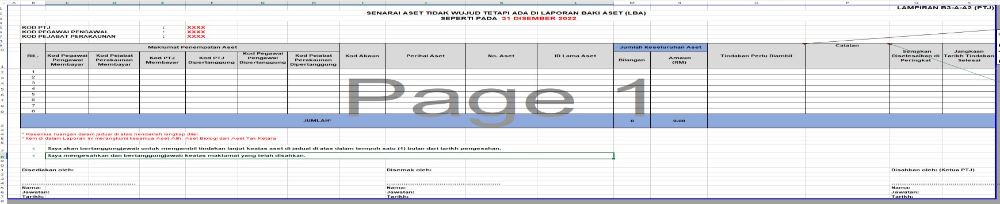 A B C D E F G H I J K L M N O P Q R
LAMPIRAN B3-A-A2 (PTJ)
SENARAI ASET TIDAK WUJUD TETAPI ADA DI LAPORAN BAKI ASET (LBA)
SEPERTI PADA 31 DISEMBER 2022
KOD PTJ : XXXX
KOD PEGAWAI PENGAWAL : XXXX
KOD PEJABAT PERAKAUNAN : XXXX
BIL.
Maklumat Penempatan Aset
Kod Pegawai Pengawal Membayar
Kod Pejabat Perakaunan Membayar
Kod PTJ Membayar
Kod PTJ Dipertanggung
Kod Pegawai Pengawal Dipertanggung
Kod Pejabat Perakaunan Dipertanggung
Kod Akaun
Perihal Aset
No. Aset
ID Lama Aset
Jumlah Keseluruhan Aset
Bilangan
Amaun (RM)
Tindakan Perlu Diambil
Catatan
Semakan Diselesaikan di Peringkat
Jangkaan Tarikh Tindakan Selesai
1
2
3
4
5
6
7
8
Page 1
JUMLAH* 0 0.00
* Kesemua ruangan dalam jadual di atas hendaklah lengkap diisi.
* Item di dalam Laporan ini merangkumi kesemua Aset Alih, Aset Biologi dan Aset Tak Ketara
√ Saya akan bertanggungjawab untuk mengambil tindakan lanjut keatas aset di jadual di atas dalam tempoh satu (1) bulan dari tarikh pengesahan.
√ Saya mengesahkan dan bertanggungjawab keatas maklumat yang telah disahkan.
Disediakan oleh: Disemak oleh: Disahkan oleh: (Ketua PTJ)
Nama: Nama: Nama:
Jawatan: Jawatan: Jawatan:
Tarikh: Tarikh: Tarikh: